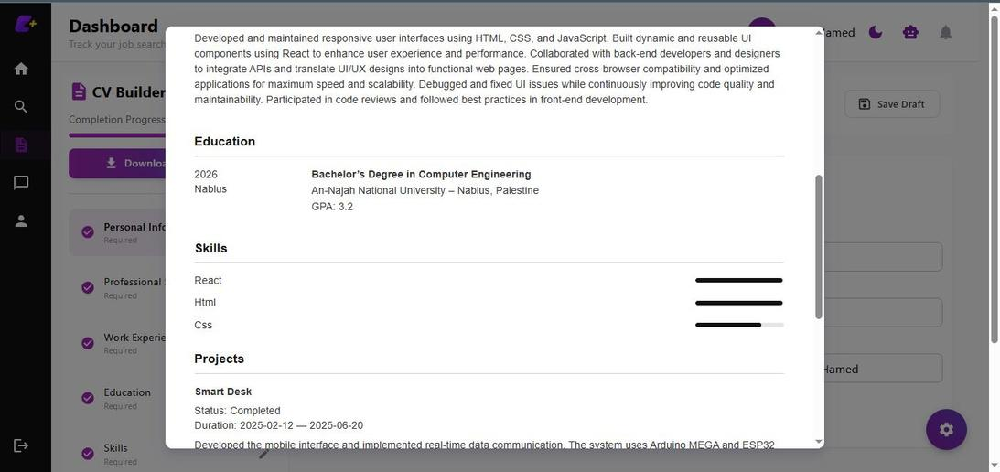 Dashboard
Track your job search
amed
CV Builder
Completion Progress
Save Draft
Downloa
Personal Info
Required
Professional
Required
Work Experie
Required
Education
Required
Skills
Required
Hamed
Developed and maintained responsive user interfaces using HTML, CSS, and JavaScript. Built dynamic and reusable UI
components using React to enhance user experience and performance. Collaborated with back-end developers and designers
to integrate APIs and translate UI/UX designs into functional web pages. Ensured cross-browser compatibility and optimized
applications for maximum speed and scalability. Debugged and fixed UI issues while continuously improving code quality and
maintainability. Participated in code reviews and followed best practices in front-end development.
Education
2026
Nablus
Bachelor's Degree in Computer Engineering
An-Najah National University – Nablus, Palestine
GPA: 3.2
Skills
React
Html
Css
Projects
Smart Desk
Status: Completed
Duration: 2025-02-12 — 2025-06-20
Developed the mobile interface and implemented real-time data communication. The system uses Arduino MEGA and ESP32